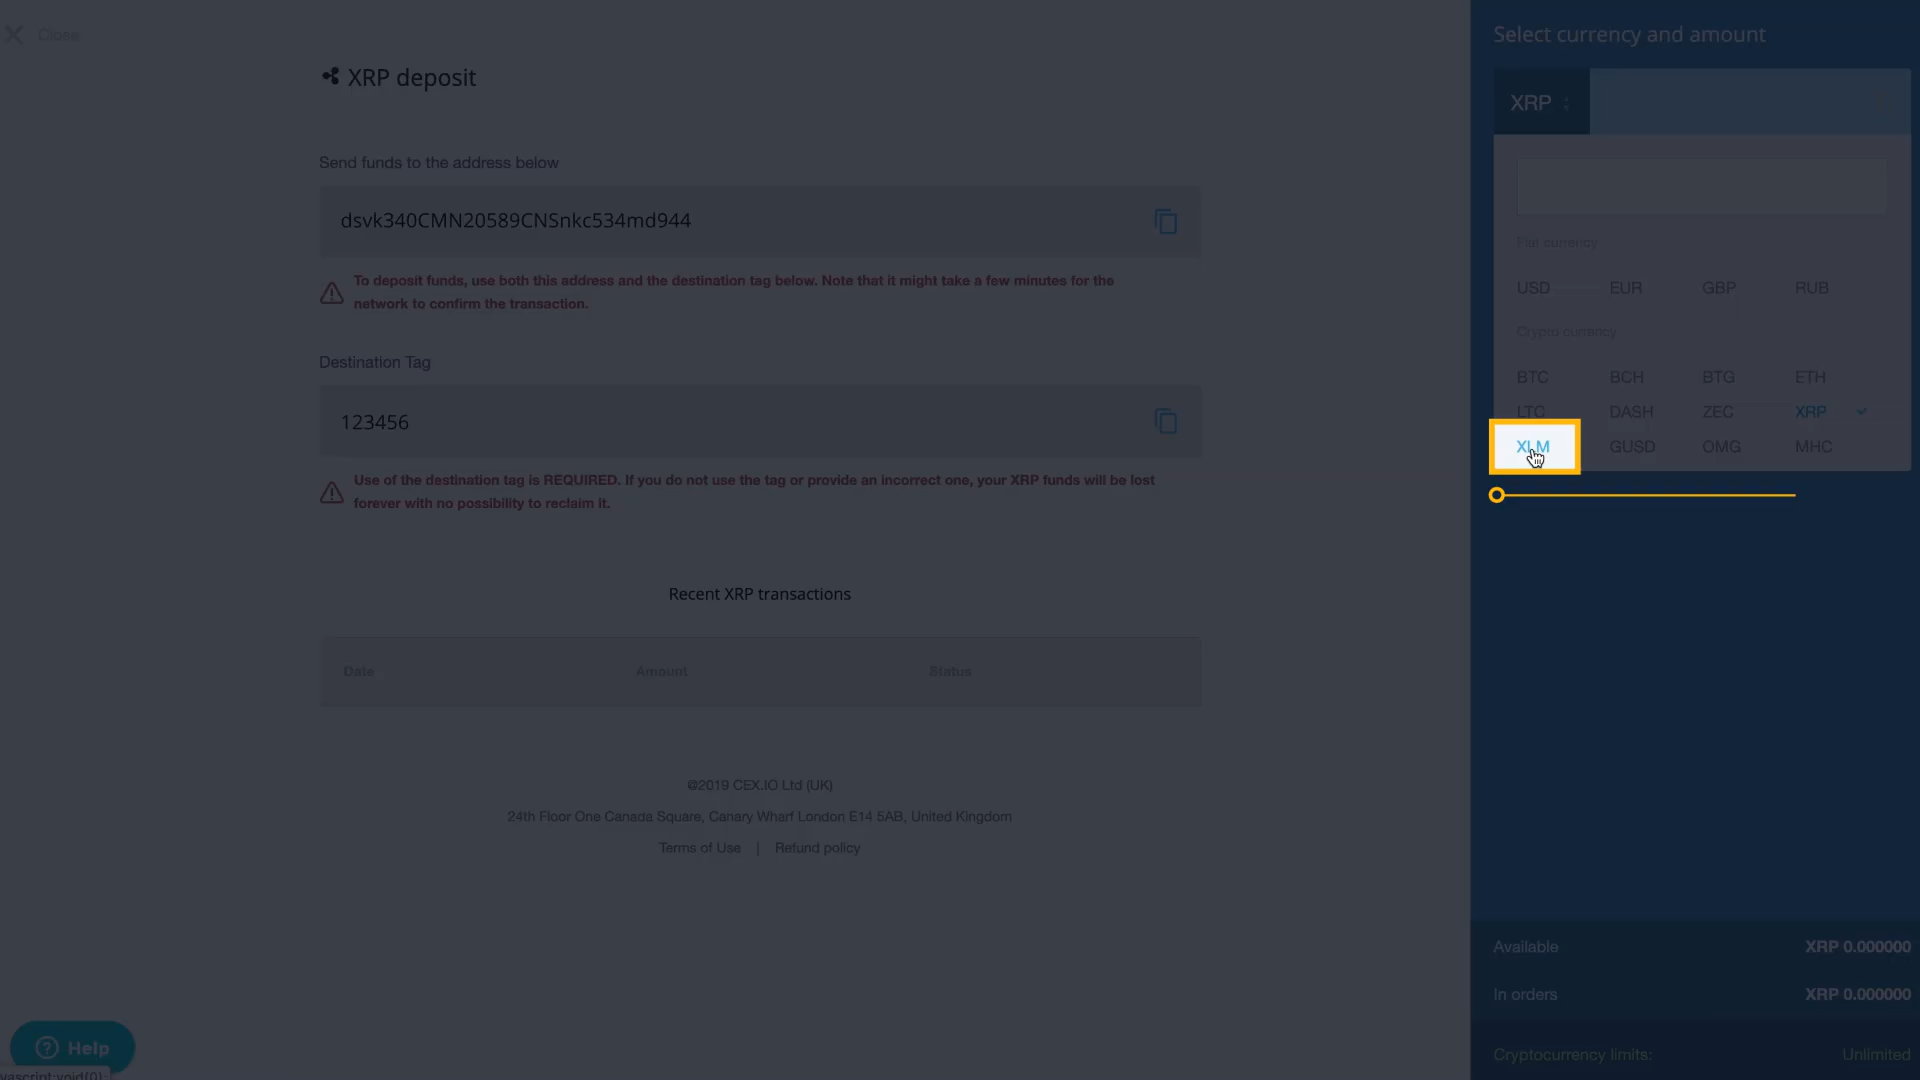 Close
XRP deposit
Send funds to the address below
dsvk340CMN20589CNSnkc534md944
To deposit funds, use both this address and the destination tag below. Note that it might take a few minutes for the
network to confirm the transaction.
Destination Tag
123456
Use of the destination tag is REQUIRED. If you do not use the tag or provide an incorrect one, your XRP funds will be lost
forever with no possibility to reclaim it.
Recent XRP transactions
Date Amount Status
©2019 CEX.IO Ltd (UK)
24th Floor One Canada Square, Canary Wharf London E14 5AB, United Kingdom
Terms of Use | Refund policy
Help
vascript:void(0);
Select currency and amount
XRP
Fiat currency
USD EUR GBP RUB
Crypro currency
BTC BCH BTG ETH
LTC DASH ZEC XRP
XLM GUSD OMG MHC
Available XRP 0.000000
In orders XRP 0.000000
Cryptocurrency limits: Unlimited